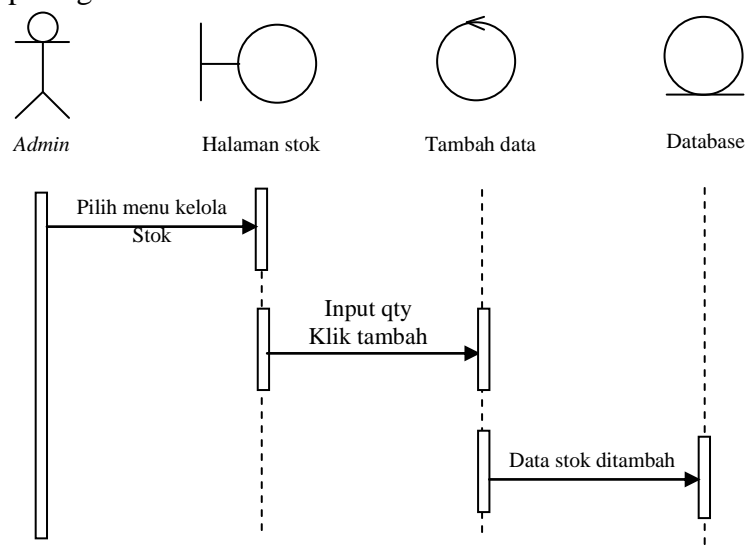 Admin
Halaman stok
Tambah data
Database
Pilih menu kelola
Stok
Input qty
Klik tambah
Data stok ditambah